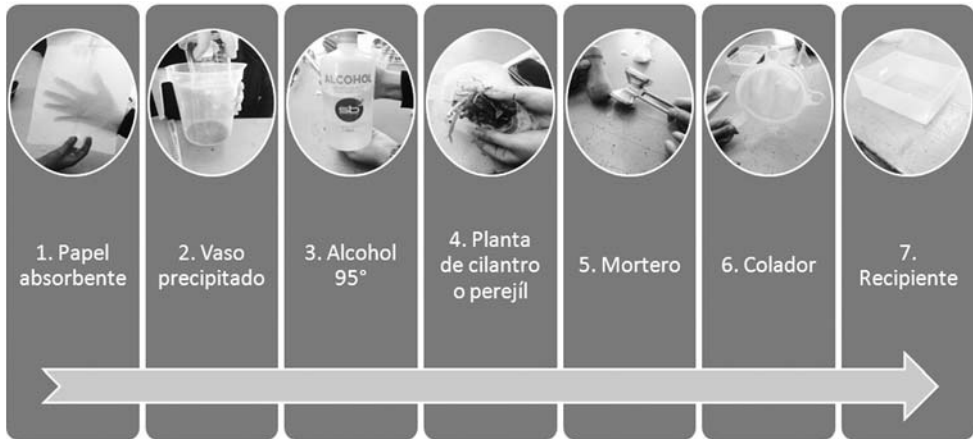 1. Papel
absorbente
2. Vaso
precipitado
ALCOHOL
sb
3. Alcohol
95°
4. Planta
de cilantro
o perejíl
5. Mortero
6. Colador
7.
Recipiente